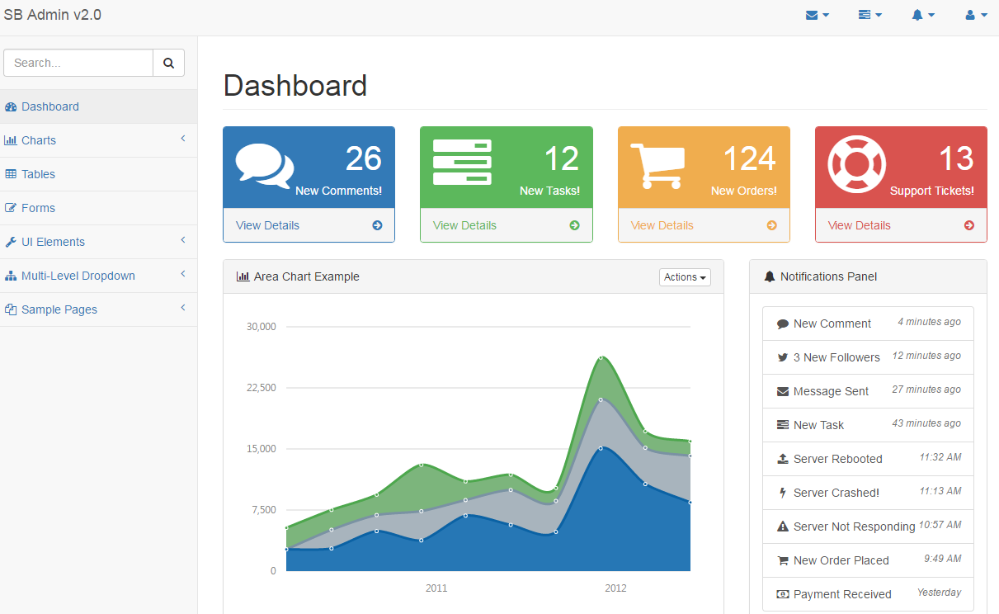 SB Admin v2.0
Search...
Dashboard
Charts
Tables
Forms
UI Elements
Multi-Level Dropdown
Sample Pages
Dashboard
26
New Comments!
View Details
12
New Tasks!
View Details
124
New Orders!
View Details
13
Support Tickets!
View Details
Area Chart Example
Actions
30,000
22,500
15,000
7,500
0
2011 2012
Notifications Panel
New Comment 4 minutes ago
3 New Followers 12 minutes ago
Message Sent 27 minutes ago
New Task 43 minutes ago
Server Rebooted 11:32 AM
Server Crashed! 11:13 AM
Server Not Responding 10:57 AM
New Order Placed 9:49 AM
Payment Received Yesterday